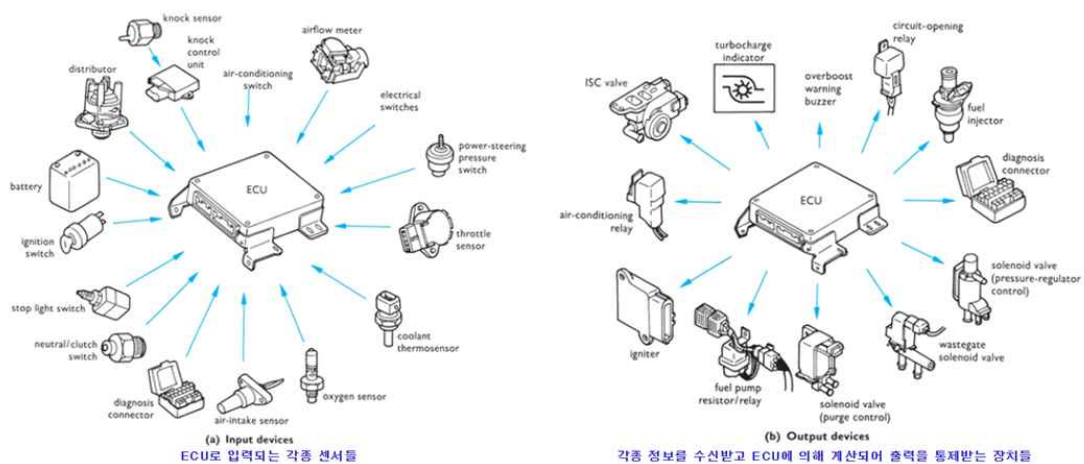 knock sensor
knock
control
unit
airflow meter
distributor
air-conditioning
switch
electrical
switches
battery
ECU
power-steering
pressure
switch
ignition
switch
throttle
sensor
stop light switch
neutral/clutch
switch
coolant
thermosensor
diagnosis
connector
air-intake sensor
oxygen sensor
(a) Input devices
ECU로 입력되는 각종 센서들
circuit-opening
relay
turbocharge
indicator
ISC valve
overboost
warning
buzzer
fuel
injector
diagnosis
connector
ECU
air-conditioning
relay
solenoid valve
(pressure-regulator
control)
igniter
wastegate
solenoid valve
fuel pump
resistor/relay
solenoid valve
(purge control)
(b) Output devices
각종 정보를 수신받고 ECU에 의해 계산되어 출력을 통제받는 장치들